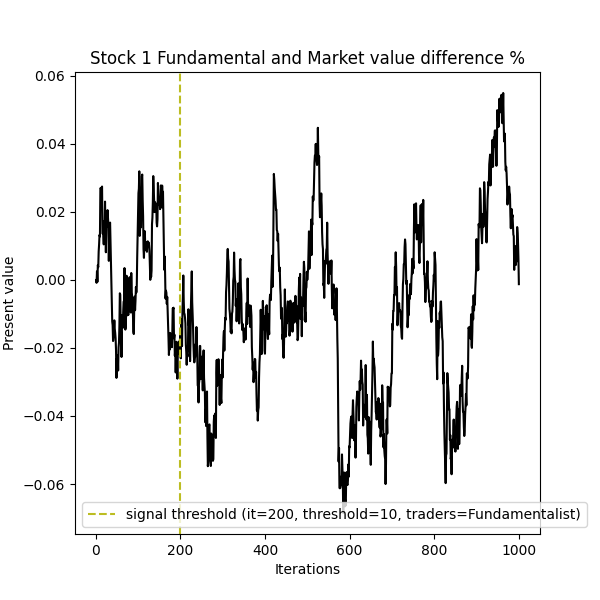 Stock 1 Fundamental and Market value difference %
0.06
0.04
0.02
0.00
−0.02
−0.04
−0.06
Present value
signal threshold (it=200, threshold=10, traders=Fundamentalist)
0 200 400 600 800 1000
Iterations